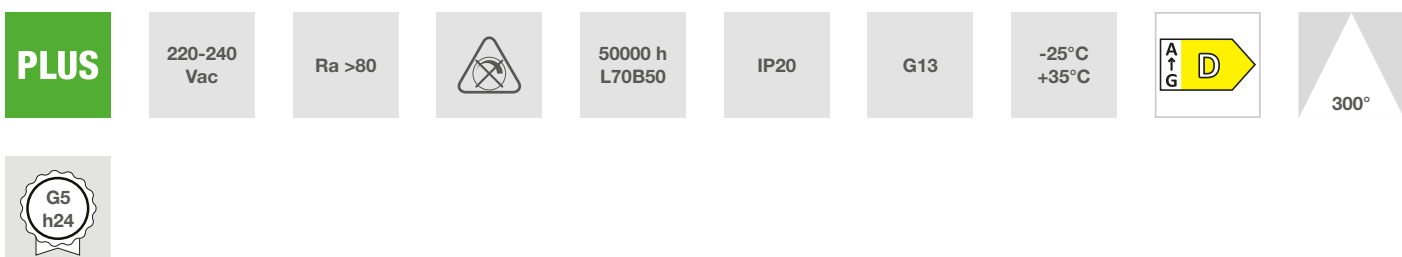 PLUS
220-240
Vac
Ra >80
50000 h
L70B50
IP20
G13
-25°C
+35°C
A
↑
G
D
300°
G5
h24